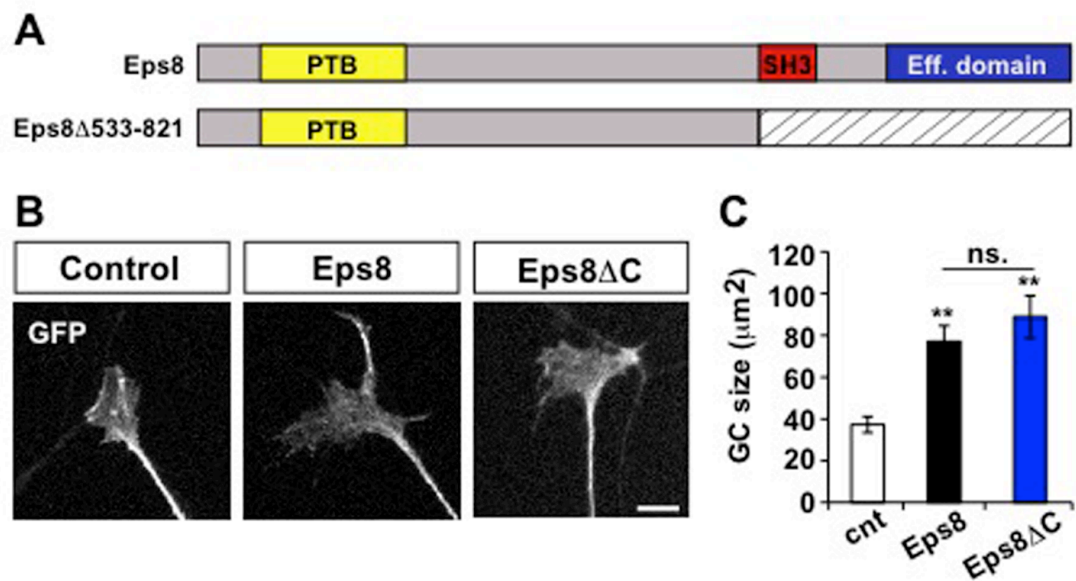 A
Eps8 PTB SH3 Eff. domain
Eps8Δ533-821 PTB
B
Control Eps8 Eps8ΔC
GFP
C
ns.
** **
GC size (μm2)
120
100
80
60
40
20
0
cnt Eps8 Eps8ΔC